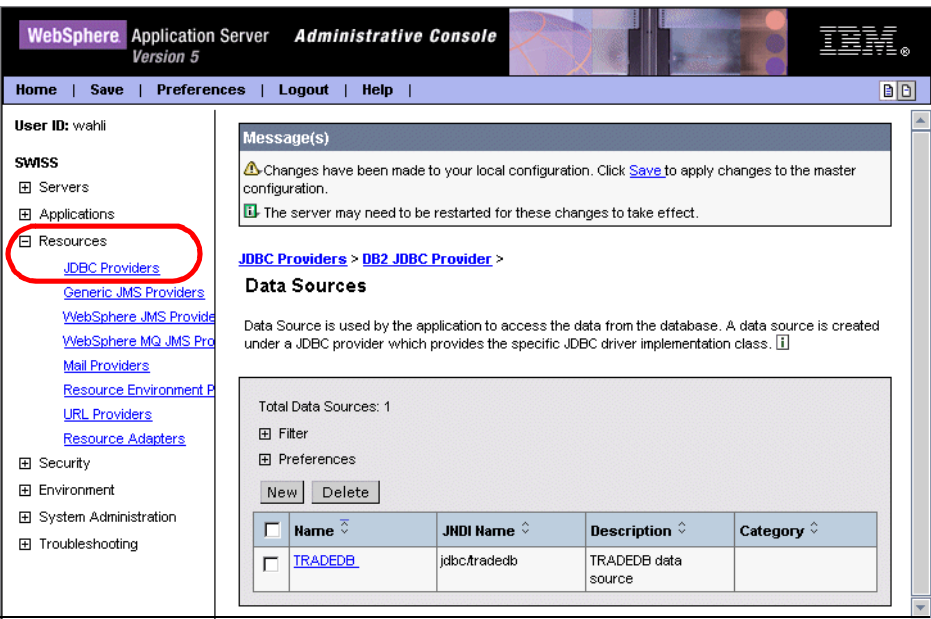 WebSphere Application Server Administrative Console
Version 5
IBM®
Home | Save | Preferences | Logout | Help |
User ID: wahli
SWISS
Servers
Applications
Resources
JDBC Providers
Generic JMS Providers
WebSphere JMS Provide
WebSphere MQ JMS Pro
Mail Providers
Resource Environment P
URL Providers
Resource Adapters
Security
Environment
System Administration
Troubleshooting
Message(s)
Changes have been made to your local configuration. Click Save to apply changes to the master
configuration.
The server may need to be restarted for these changes to take effect.
JDBC Providers > DB2 JDBC Provider >
Data Sources
Data Source is used by the application to access the data from the database. A data source is created
under a JDBC provider which provides the specific JDBC driver implementation class. i
Total Data Sources: 1
Filter
Preferences
New Delete
Name JNDI Name Description Category
TRADEDB jdbc/tradedb TRADEDB data
source